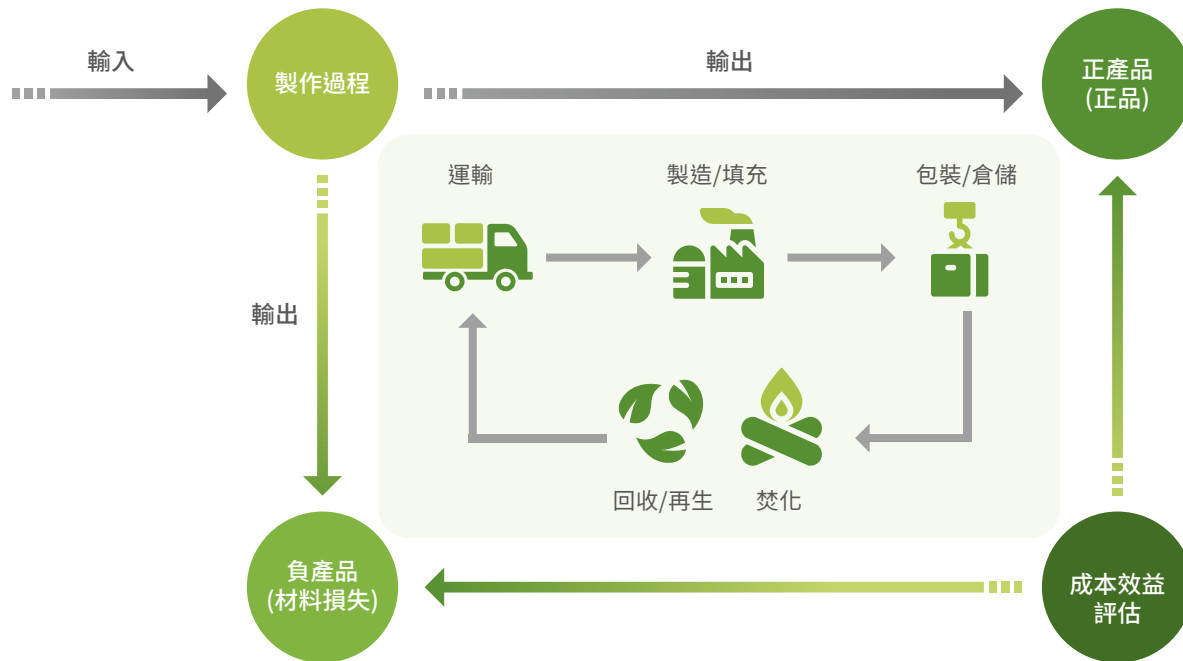 輸入
製作過程
輸出
正產品
(正品)
運輸
製造/填充
包裝/倉儲
輸出
回收/再生
焚化
負產品
(材料損失)
成本效益
評估